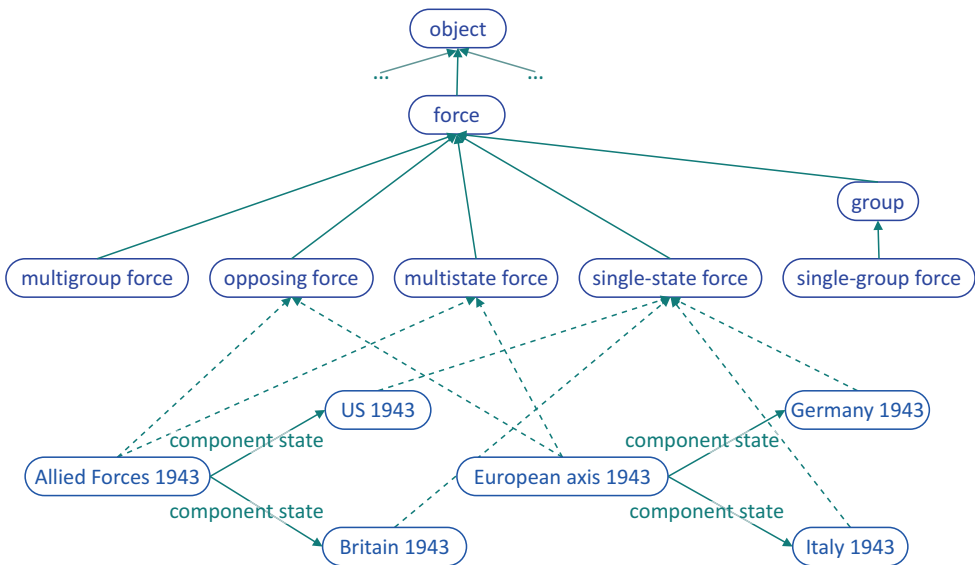 object
... ...
force
group
multigroup force opposing force multistate force single-state force single-group force
US 1943 Germany 1943
component state component state
Allied Forces 1943 European axis 1943
component state component state
Britain 1943 Italy 1943